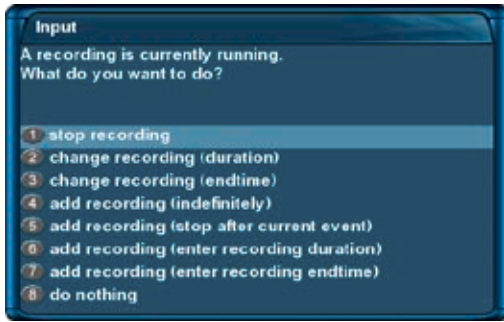 Input
A recording is currently running.
What do you want to do?
1 stop recording
2 change recording (duration)
3 change recording (endtime)
4 add recording (indefinitely)
5 add recording (stop after current event)
6 add recording (enter recording duration)
7 add recording (enter recording endtime)
8 do nothing